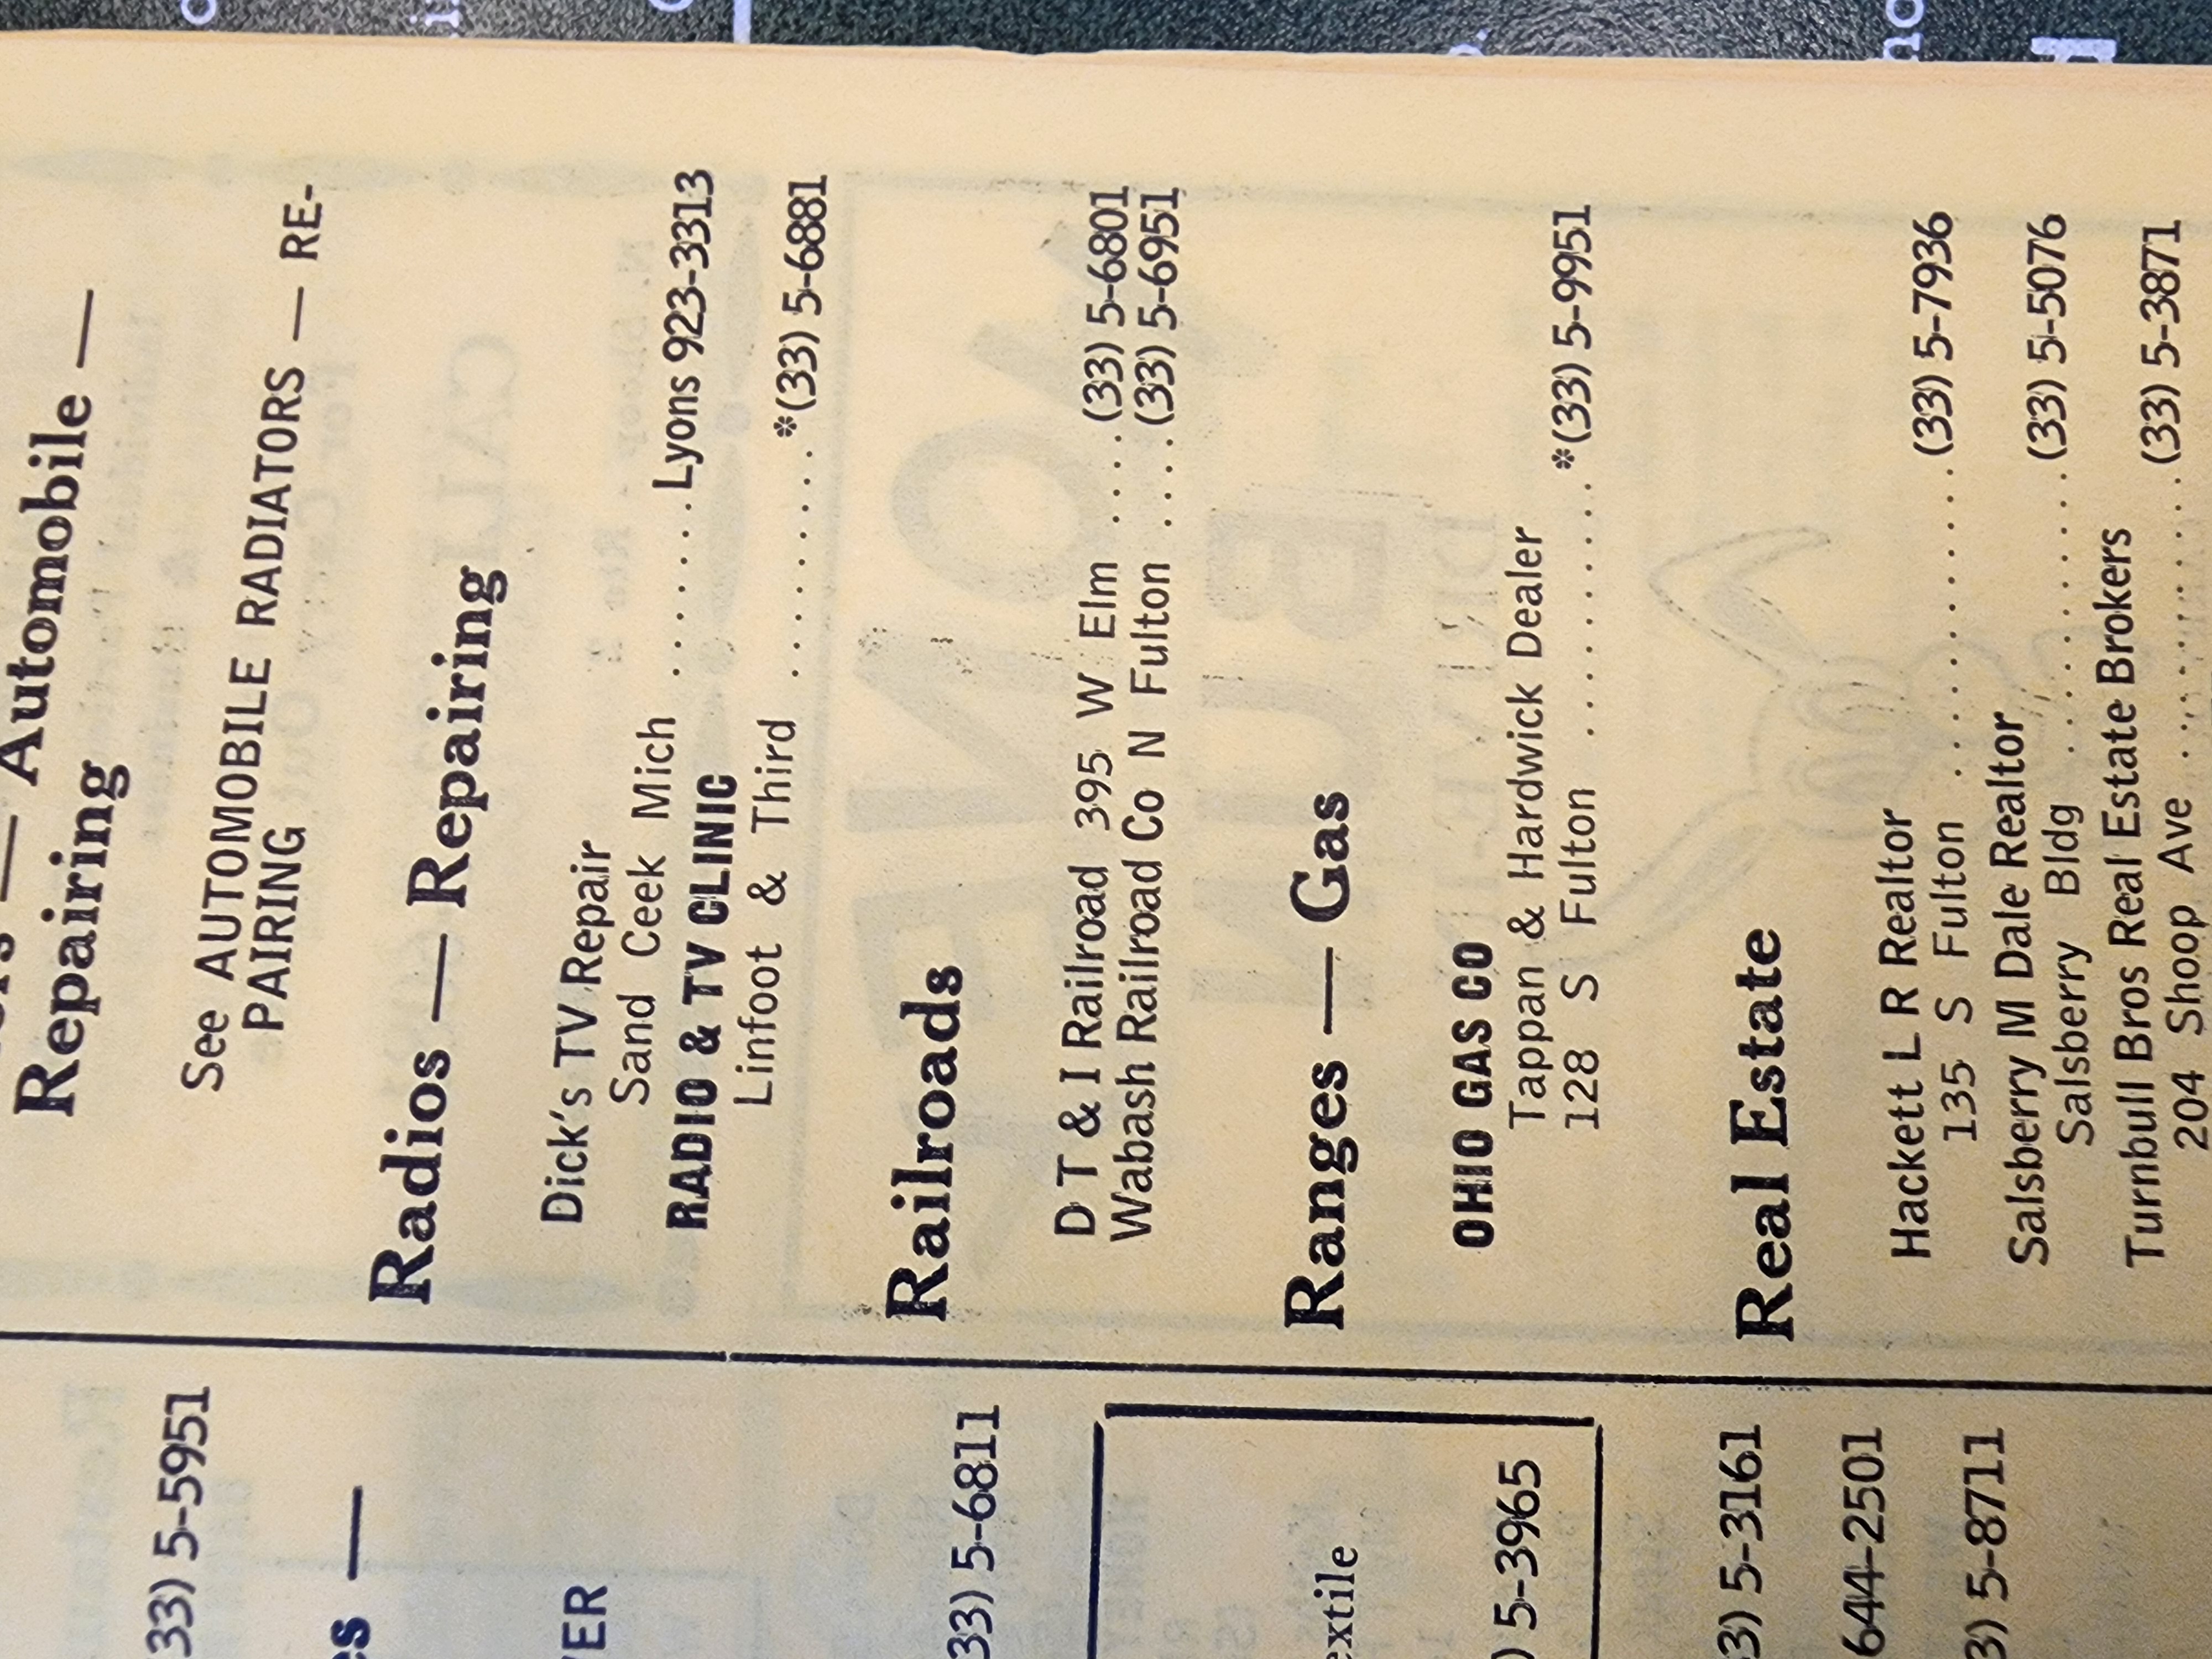 — Automobile —
Repairing
See AUTOMOBILE RADIATORS — RE-
PAIRING
Radios — Repairing
Dick's TV Repair
Sand Ceek Mich ........ Lyons 923-3313
RADIO & TV CLINIC
Linfoot & Third ..........*(33) 5-6881
Railroads
D T & I Railroad 395 W Elm ....(33) 5-6801
Wabash Railroad Co N Fulton ....(33) 5-6951
Ranges — Gas
OHIO GAS CO
Tappan & Hardwick Dealer
128 S Fulton ............*(33) 5-9951
Real Estate
Hackett L R Realtor
135 S Fulton ..............(33) 5-7936
Salsberry M Dale Realtor
Salsberry Bldg .............(33) 5-5076
Turnbull Bros Real Estate Brokers
204 Shoop Ave .............(33) 5-3871
33) 5-5951
33) 5-6811
) 5-3965
3) 5-3161
644-2501
3) 5-8711